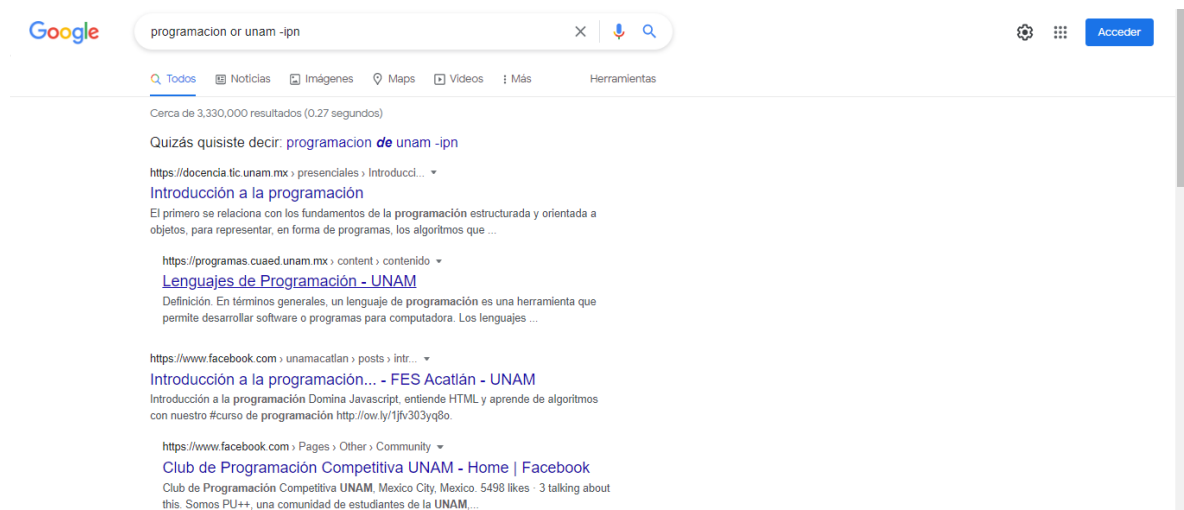 Google
programacion or unam -ipn
Acceder
Todos Noticias Imágenes Maps Videos Más Herramientas
Cerca de 3,330,000 resultados (0.27 segundos)
Quizás quisiste decir: programacion de unam -ipn
https://docencia.tic.unam.mx › presenciales › Introducci...
Introducción a la programación
El primero se relaciona con los fundamentos de la programación estructurada y orientada a
objetos, para representar, en forma de programas, los algoritmos que ...
https://programas.cuaed.unam.mx › content › contenido
Lenguajes de Programación - UNAM
Definición. En términos generales, un lenguaje de programación es una herramienta que
permite desarrollar software o programas para computadora. Los lenguajes ...
https://www.facebook.com › unamacatlan › posts › intr...
Introducción a la programación... - FES Acatlán - UNAM
Introducción a la programación Domina Javascript, entiende HTML y aprende de algoritmos
con nuestro #curso de programación http://ow.ly/1jfv303yq8o.
https://www.facebook.com › Pages › Other › Community
Club de Programación Competitiva UNAM - Home | Facebook
Club de Programación Competitiva UNAM, Mexico City, Mexico. 5498 likes · 3 talking about
this. Somos PU++, una comunidad de estudiantes de la UNAM,...